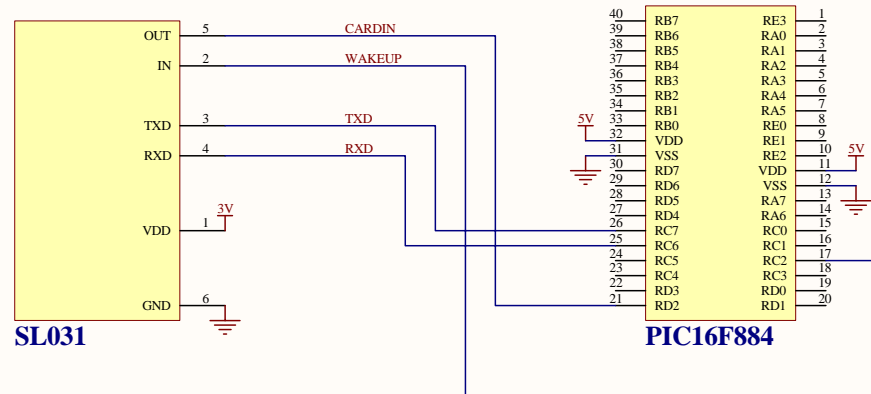 OUT 5 CARDIN
IN 2 WAKEUP
TXD 3 TXD
RXD 4 RXD
3V
VDD 1
GND 6
SL031
40 RB7 RE3 1
39 RB6 RA0 2
38 RB5 RA1 3
37 RB4 RA2 4
36 RB3 RA3 5
35 RB2 RA4 6
34 RB1 RA5 7
5V 33 RB0 RE0 8
32 VDD RE1 9
31 VSS RE2 10 5V
30 RD7 VDD 11
29 RD6 VSS 12
28 RD5 RA7 13
27 RD4 RA6 14
26 RC7 RC0 15
25 RC6 RC1 16
24 RC5 RC2 17
23 RC4 RC3 18
22 RD3 RD0 19
21 RD2 RD1 20
PIC16F884